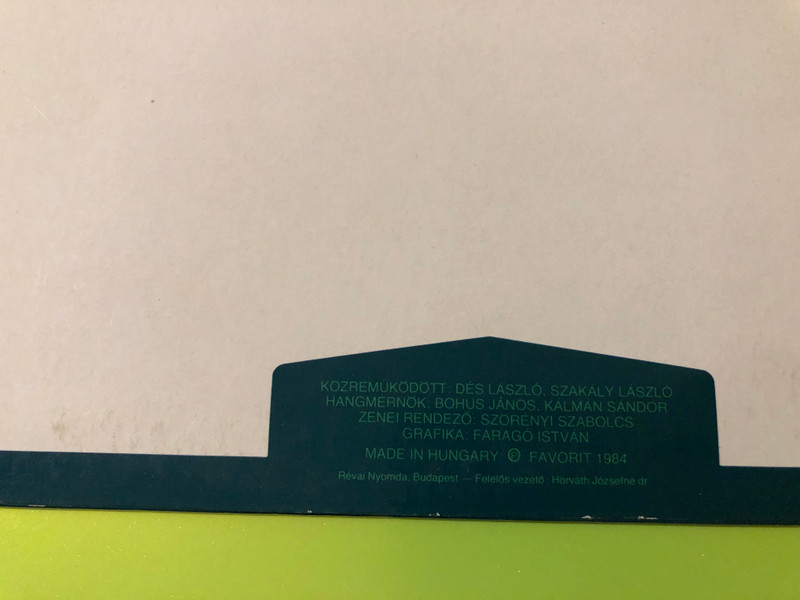 KÖZREMŰKÖDÖTT: DÉS LÁSZLÓ, SZAKÁLY LÁSZLÓ
HANGMÉRNÖK: BOHUS JÁNOS, KÁLMÁN SÁNDOR
ZENEI RENDEZŐ: SZÖRÉNYI SZABOLCS
GRAFIKA: FARAGÓ ISTVÁN
MADE IN HUNGARY © FAVORIT 1984
Révai Nyomda, Budapest — Felelős vezető: Horváth Józsefné dr